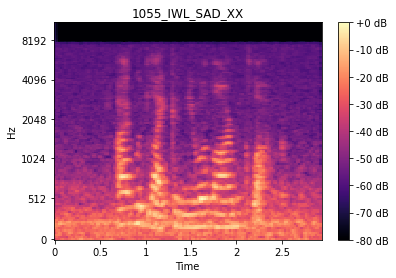 1055_IWL_SAD_XX
+0 dB
8192
-10 dB
4096
-20 dB
-30 dB
2048
Hz
-40 dB
1024
-50 dB
512
-60 dB
-70 dB
0
-80 dB
0 0.5 1 1.5 2 2.5
Time